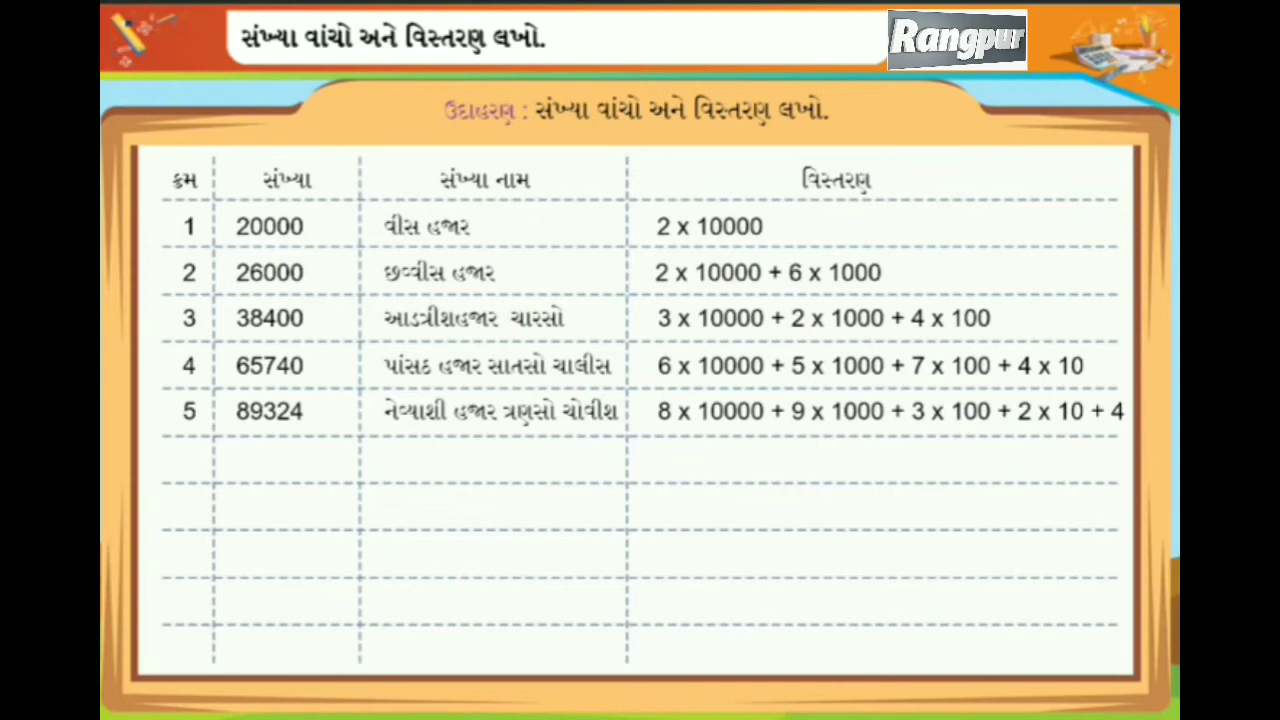 સંખ્યા વાંચો અને વિસ્તરણ લખો.
Rangpur
ઉદાહરણ : સંખ્યા વાંચો અને વિસ્તરણ લખો.
ક્રમ સંખ્યા સંખ્યા નામ વિસ્તરણ
1 20000 વીસ હજાર 2 x 10000
2 26000 છવ્વીસ હજાર 2 x 10000 + 6 x 1000
3 38400 આડત્રીશહજાર ચારસો 3 x 10000 + 2 x 1000 + 4 x 100
4 65740 પાંસઠ હજાર સાતસો ચાલીસ 6 x 10000 + 5 x 1000 + 7 x 100 + 4 x 10
5 89324 નેવ્યાશી હજાર ત્રણસો ચોવીશ 8 x 10000 + 9 x 1000 + 3 x 100 + 2 x 10 + 4